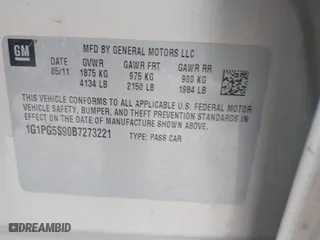 GM
MFD BY GENERAL MOTORS LLC
DATE GVWR GAWR FRT GAWR RR
05/11 1875 KG 975 KG 900 KG
4134 LB 2150 LB 1984 LB
THIS VEHICLE CONFORMS TO ALL APPLICABLE U.S. FEDERAL MOTOR
VEHICLE SAFETY, BUMPER, AND THEFT PREVENTION STANDARDS
IN EFFECT ON THE DATE OF MANUFACTURE SHOWN ABOVE.
1G1PG5S90B7273221 TYPE: PASS CAR
D DEALERSHIP.COM